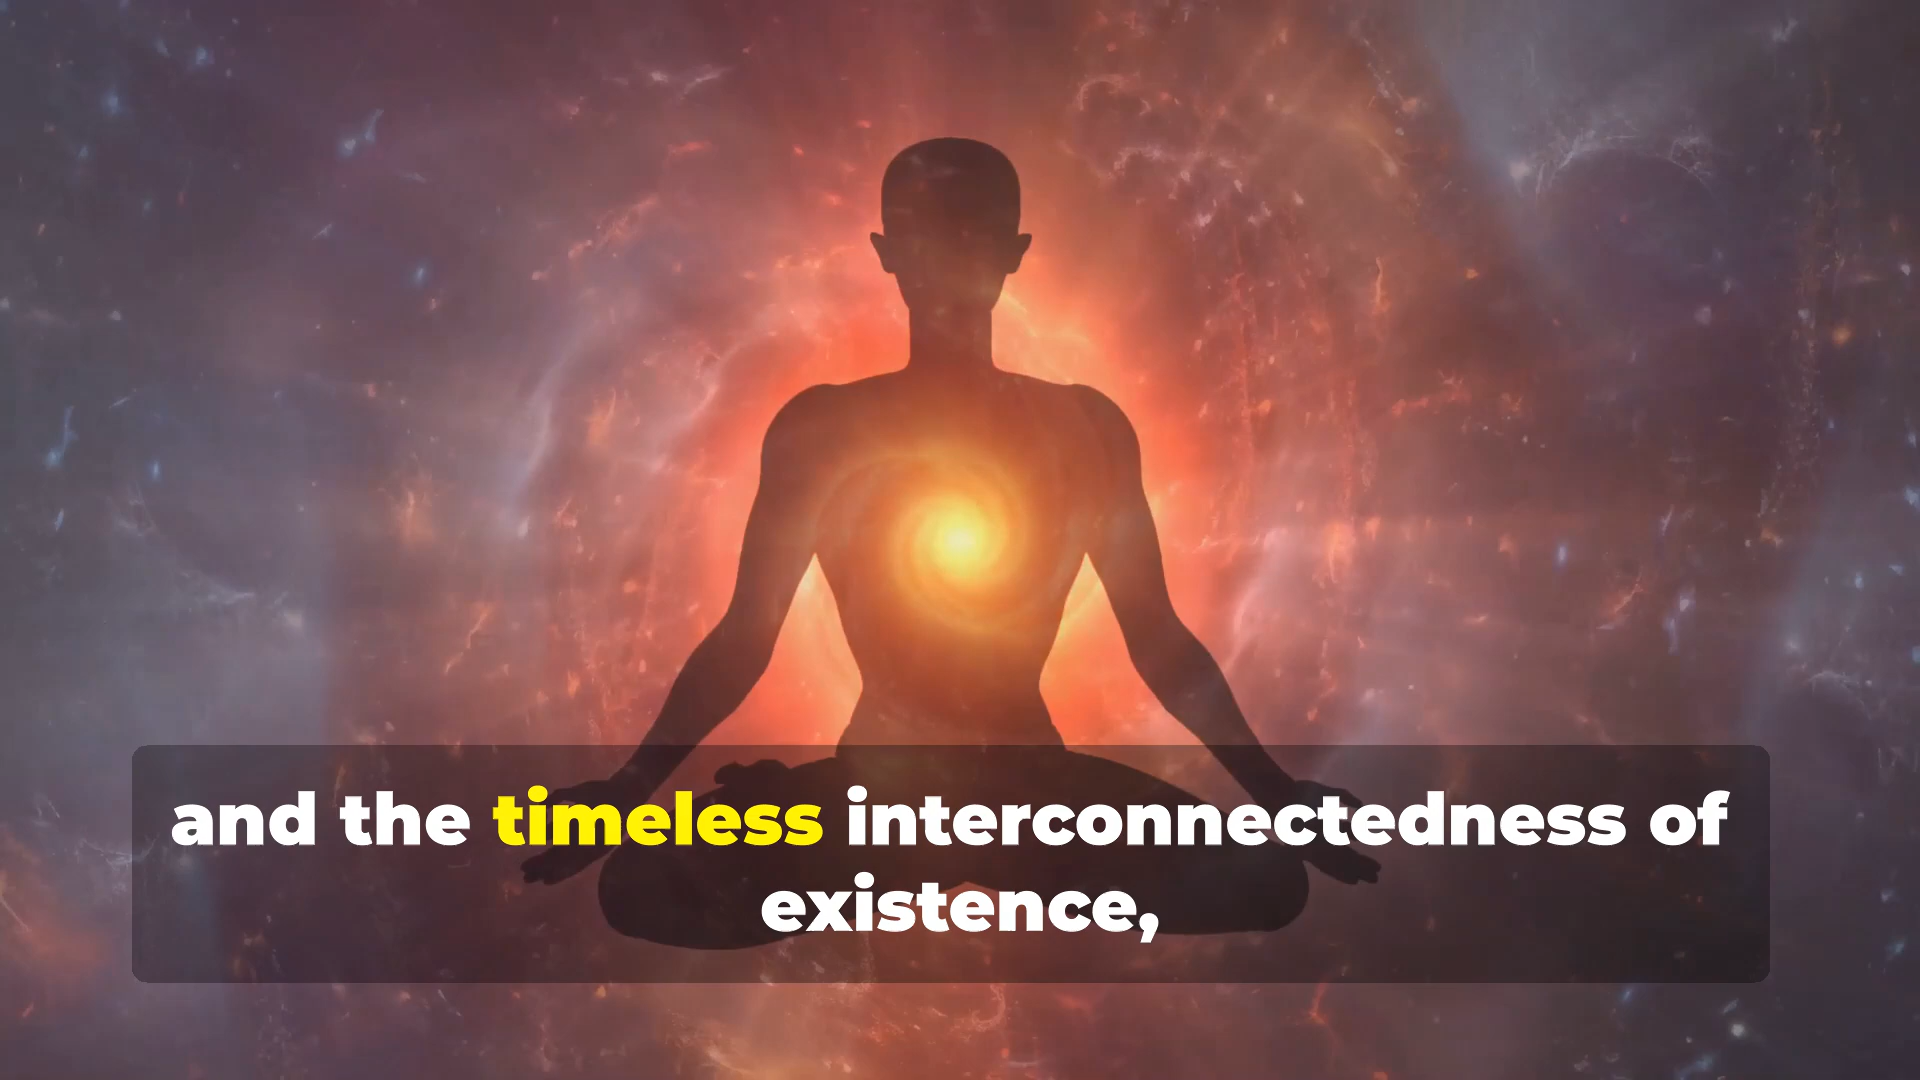 and the timeless interconnectedness of
existence,